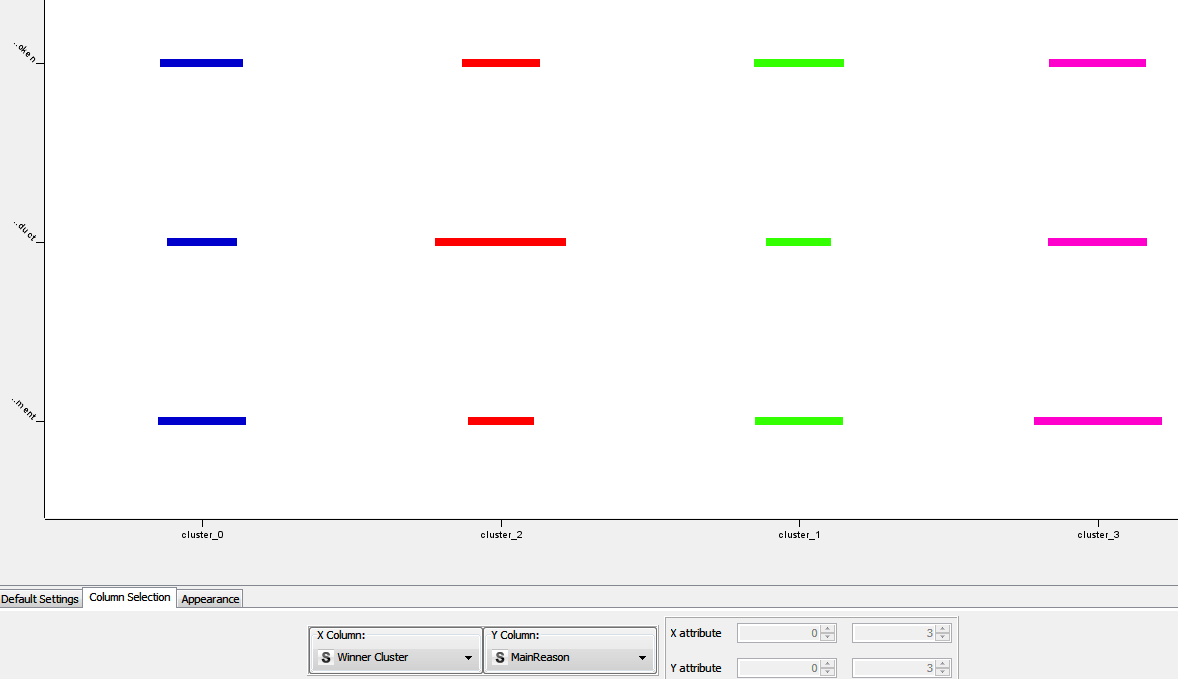 ..oken
..duct
..ment
cluster_0 cluster_2 cluster_1 cluster_3
Default Settings Column Selection Appearance
X Column: Y Column:
S Winner Cluster S MainReason
X attribute 0 3
Y attribute 0 3